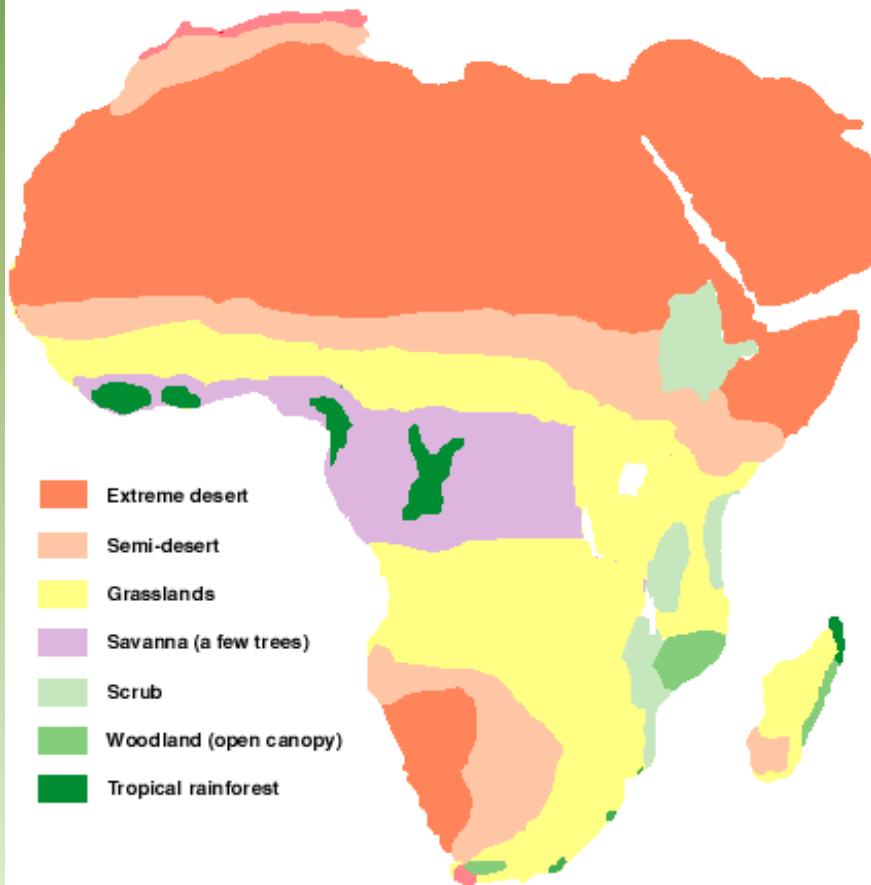 Extreme desert
Semi-desert
Grasslands
Savanna (a few trees)
Scrub
Woodland (open canopy)
Tropical rainforest